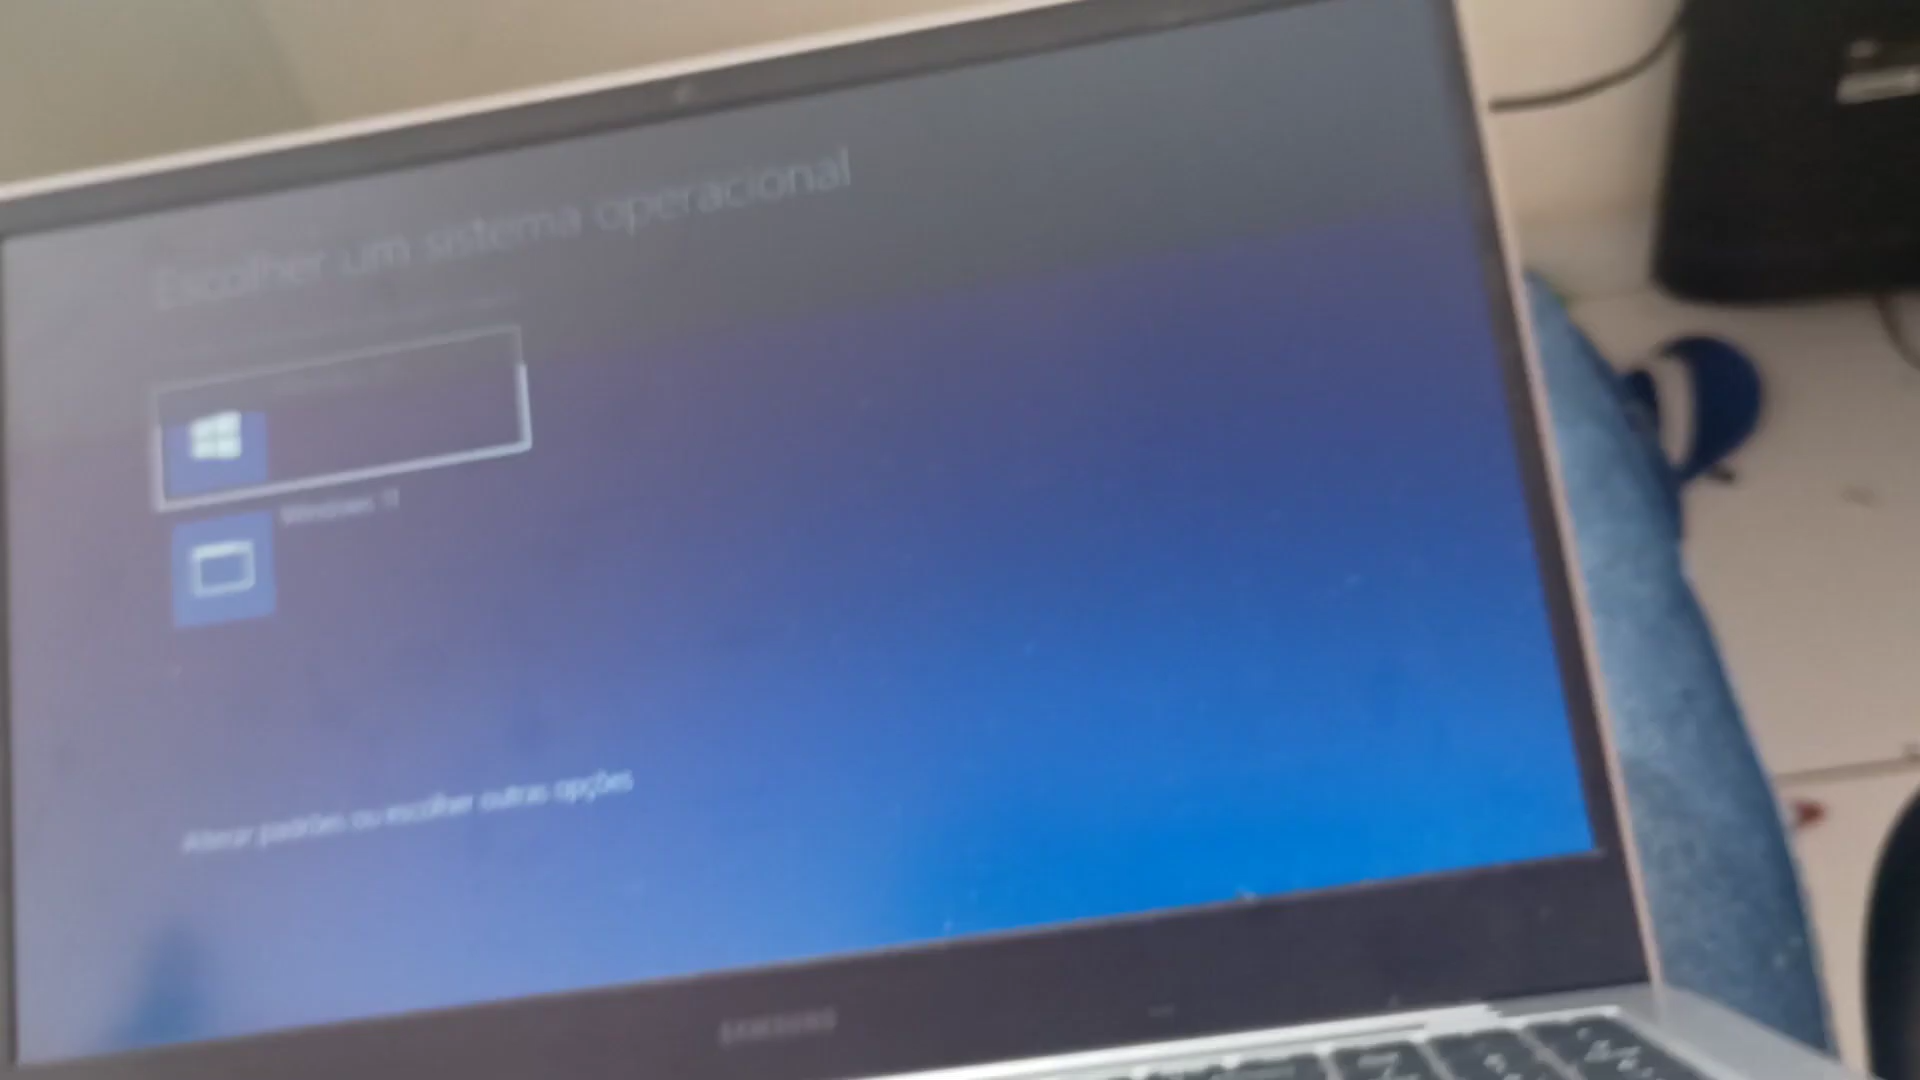 Escolher um sistema operacional
Windows 11
Alterar padrões ou escolher outras opções
SAMSUNG